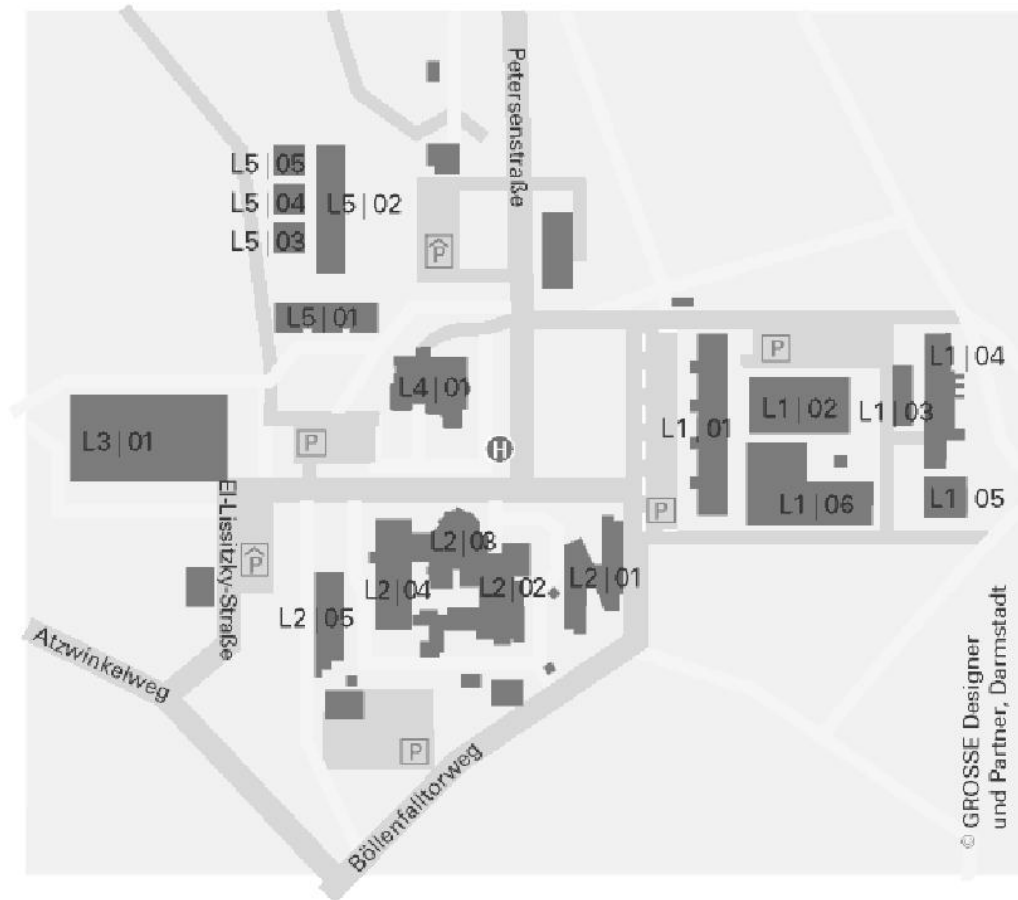 Petersenstraße
L5 | 05
L5 | 04
L5 | 02
L5 | 03
P
L5 | 01
P
L1 | 04
L4 | 01
L1 | 02
L1 | 03
L3 | 01
P
L1 | 01
H
El-Lissitzky-Straße
L1 | 05
L1 | 06
P
L2 | 03
P
L2 | 04
L2 | 02
L2 | 01
L2 | 05
Atzwinkelweg
P
Böllenfalltorweg
© GROSSE Designer
und Partner, Darmstadt